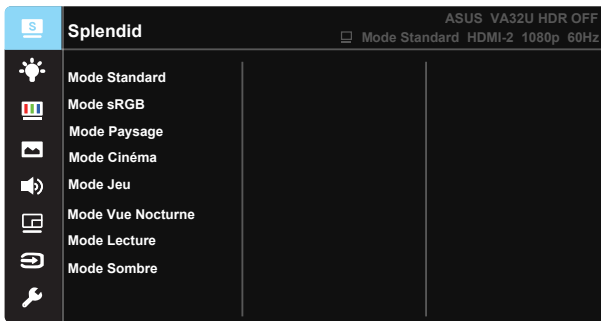 S
Splendid
ASUS VA32U HDR OFF
Mode Standard HDMI-2 1080p 60Hz
Mode Standard
Mode sRGB
Mode Paysage
Mode Cinéma
Mode Jeu
Mode Vue Nocturne
Mode Lecture
Mode Sombre